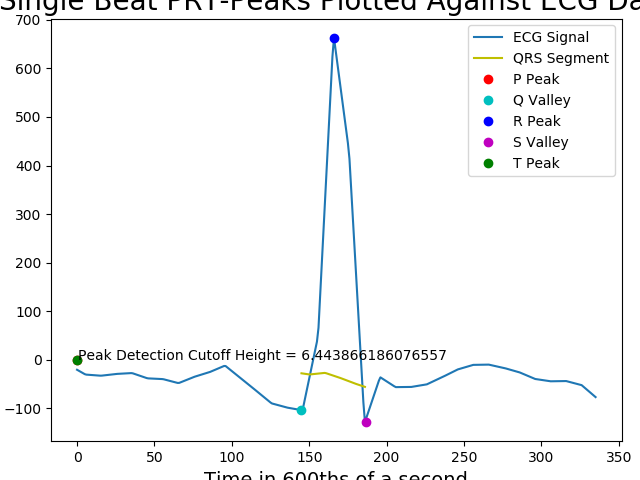 Single Beat PRT-Peaks Plotted Against ECG Da
700
600
500
400
300
200
100
0
−100
ECG Signal
QRS Segment
P Peak
Q Valley
R Peak
S Valley
T Peak
Peak Detection Cutoff Height = 6.443866186076557
0
50
100
150
200
250
300
350
Time in 600ths of a second